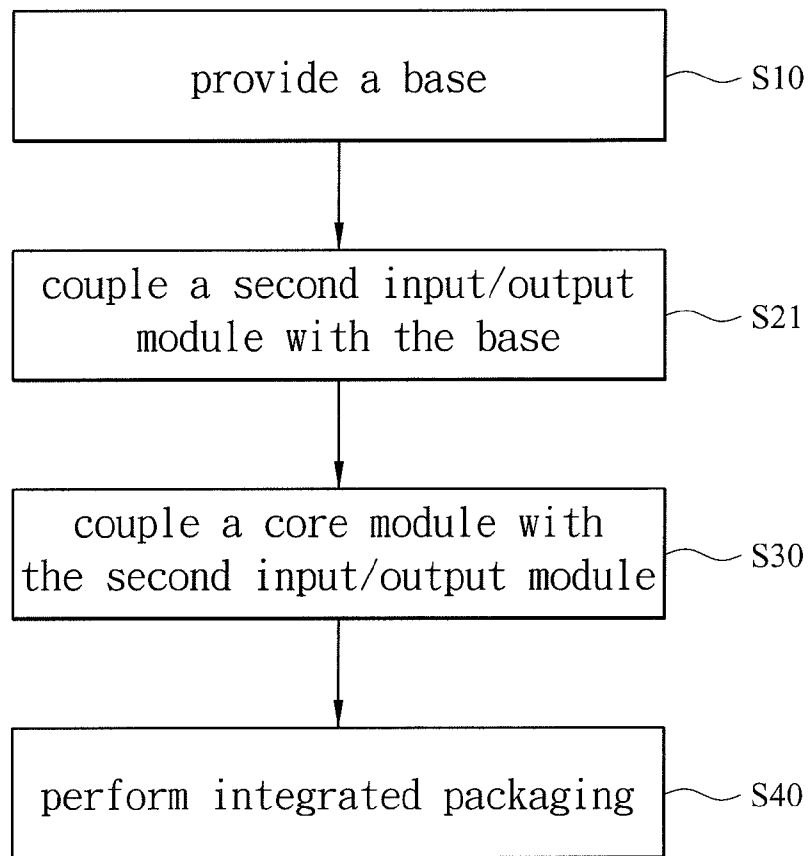 provide a base
S10
couple a second input/output
module with the base
S21
couple a core module with
the second input/output module
S30
perform integrated packaging
S40